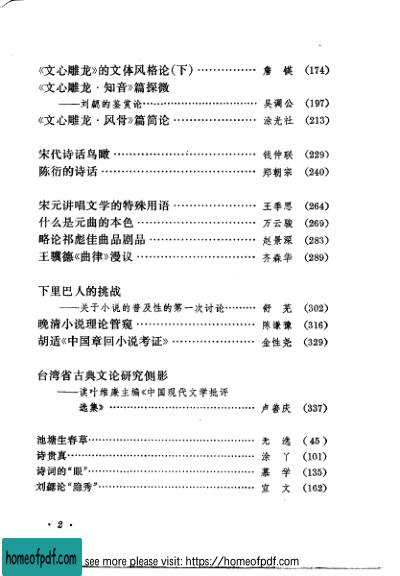 《文心雕龙》的文体风格论(下) …………… 詹 锳 (174)
《文心雕龙·知音》篇探微
——刘勰的鉴赏论…………………………吴调公 (197)
《文心雕龙·风骨》篇简论 ………………… 涂光社 (213)
宋代诗话鸟瞰 ………………………………… 钱仲联 (229)
陈衍的诗话 …………………………………… 郑朝宗 (240)
宋元讲唱文学的特殊用语 …………………… 王季思 (264)
什么是元曲的本色 …………………………… 万云骏 (269)
略论祁彪佳曲品剧品 ………………………… 赵景深 (283)
王骥德《曲律》漫议 ………………………… 齐森华 (289)
下里巴人的挑战
——关于小说的普及性的第一次讨论……… 舒 芜 (302)
晚清小说理论管窥 …………………………… 陈谦豫 (316)
胡适《中国章回小说考证》 ………………… 金性尧 (329)
台湾省古典文论研究侧影
——读叶维廉主编《中国现代文学批评
选集》 ……………………………………… 卢善庆 (337)
池塘生春草…………………………………… 无 逸 (45)
诗贵真………………………………………… 涂 丫 (101)
诗词的“眼”………………………………… 慕 学 (135)
刘勰论“隐秀”……………………………… 宣 文 (162)
· 2 ·
homeofpdf.com
see more please visit: https://homeofpdf.com